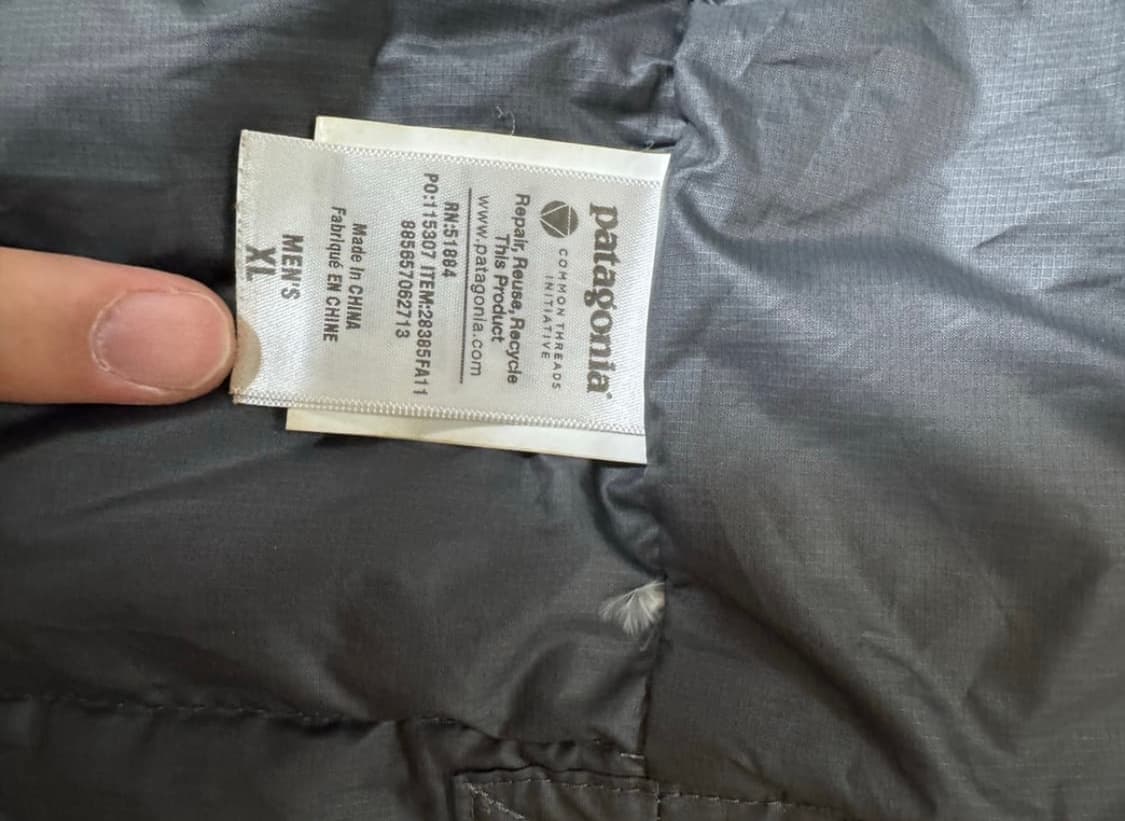 patagonia®
COMMON THREADS
INITIATIVE
Repair, Reuse, Recycle
This Product
www.patagonia.com
RN:51884
PO:115307 ITEM:28385FA11
885657062713
Made In CHINA
Fabriqué EN CHINE
MEN'S
XL